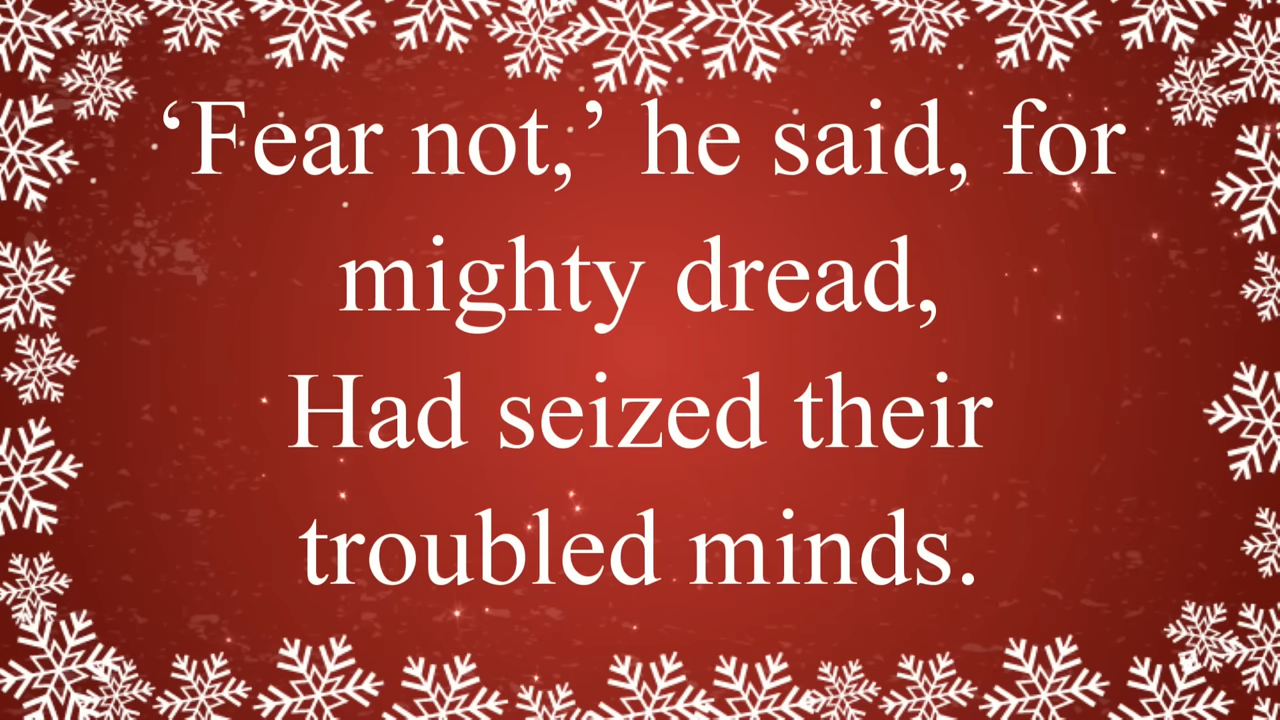 ‘Fear not,’ he said, for
mighty dread,
Had seized their
troubled minds.